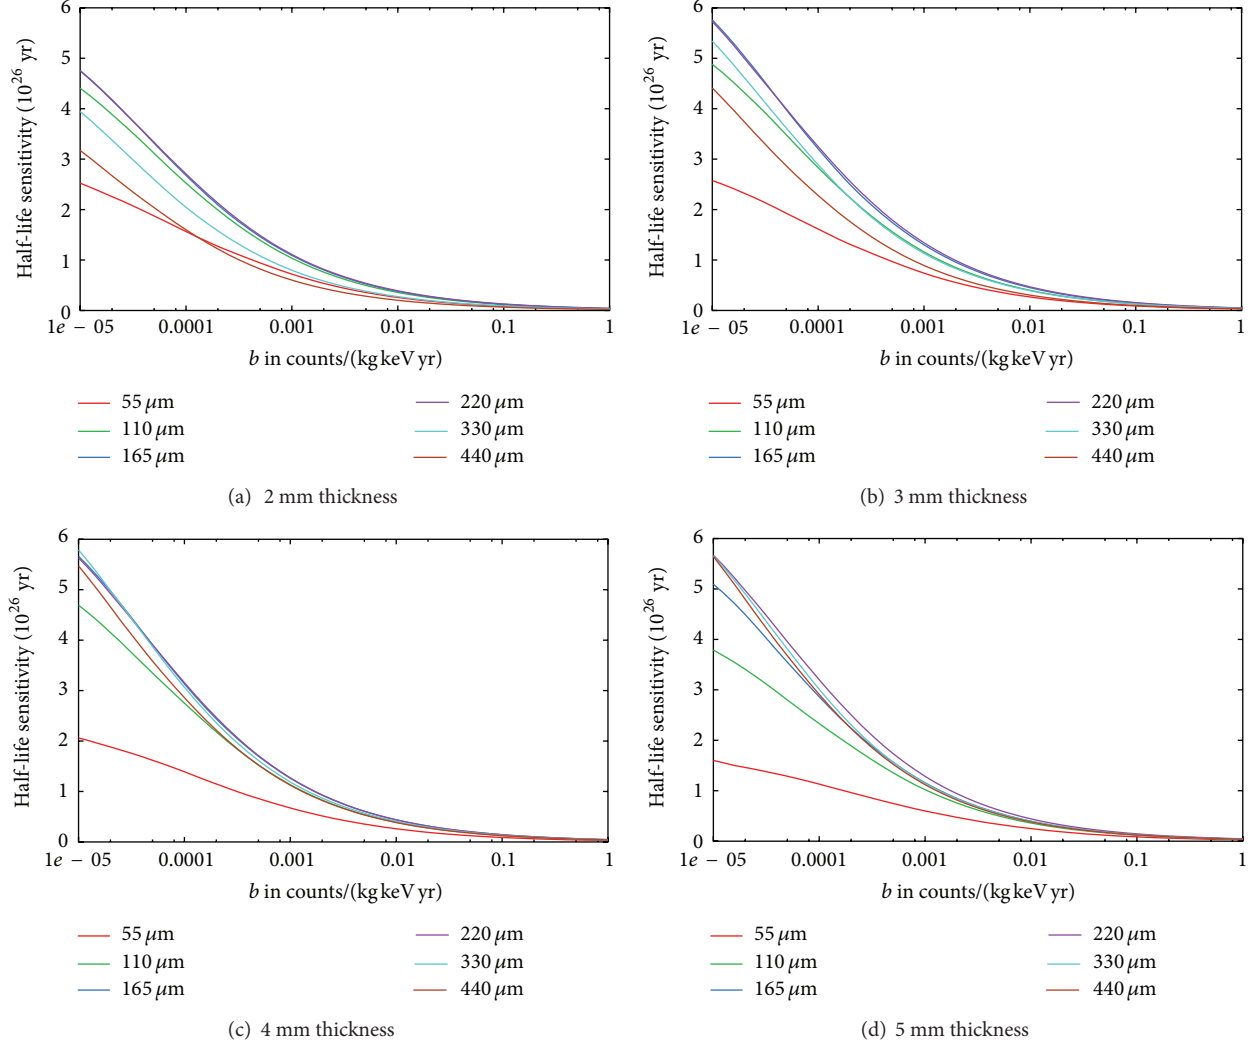 6
5
4
3
2
1
0
Half-life sensitivity (10^26 yr)
1e − 05 0.0001 0.001 0.01 0.1 1
b in counts/(kg keV yr)
55 μm 220 μm
110 μm 330 μm
165 μm 440 μm
(a) 2 mm thickness
6
5
4
3
2
1
0
Half-life sensitivity (10^26 yr)
1e − 05 0.0001 0.001 0.01 0.1 1
b in counts/(kg keV yr)
55 μm 220 μm
110 μm 330 μm
165 μm 440 μm
(b) 3 mm thickness
6
5
4
3
2
1
0
Half-life sensitivity (10^26 yr)
1e − 05 0.0001 0.001 0.01 0.1 1
b in counts/(kg keV yr)
55 μm 220 μm
110 μm 330 μm
165 μm 440 μm
(c) 4 mm thickness
6
5
4
3
2
1
0
Half-life sensitivity (10^26 yr)
1e − 05 0.0001 0.001 0.01 0.1 1
b in counts/(kg keV yr)
55 μm 220 μm
110 μm 330 μm
165 μm 440 μm
(d) 5 mm thickness